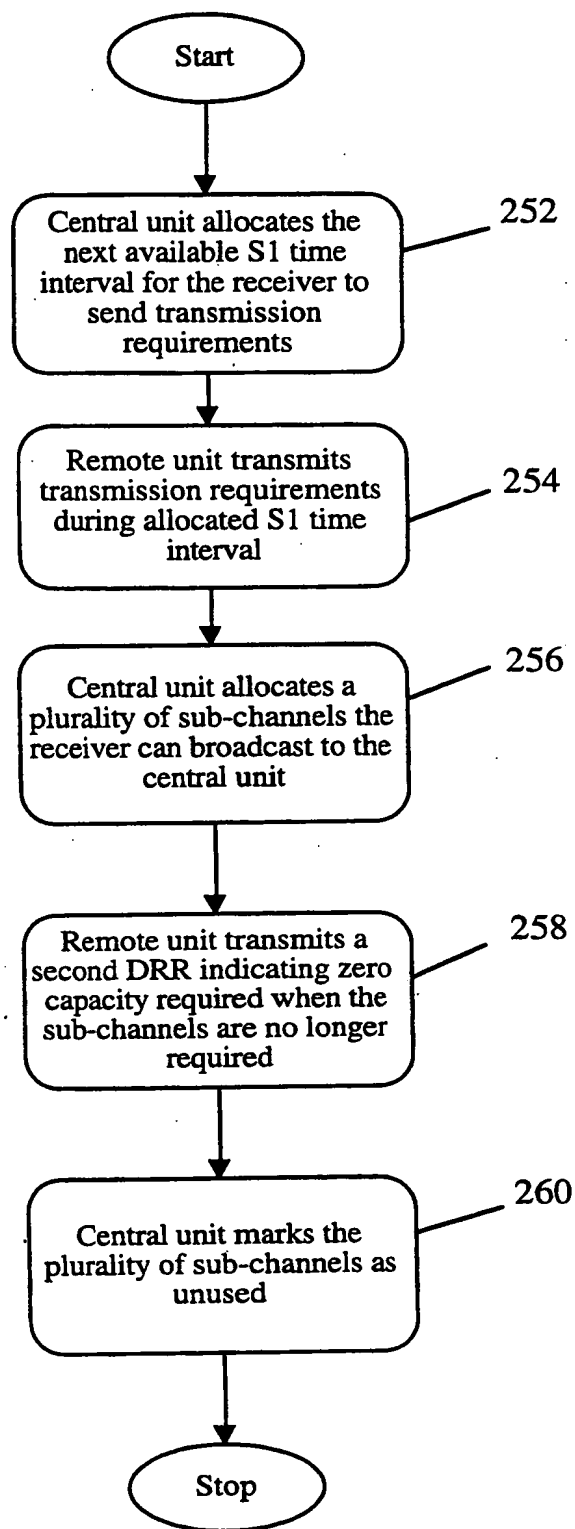 Start
Central unit allocates the
next available S1 time
interval for the receiver to
send transmission
requirements
252
Remote unit transmits
transmission requirements
during allocated S1 time
interval
254
Central unit allocates a
plurality of sub-channels the
receiver can broadcast to the
central unit
256
Remote unit transmits a
second DRR indicating zero
capacity required when the
sub-channels are no longer
required
258
Central unit marks the
plurality of sub-channels as
unused
260
Stop